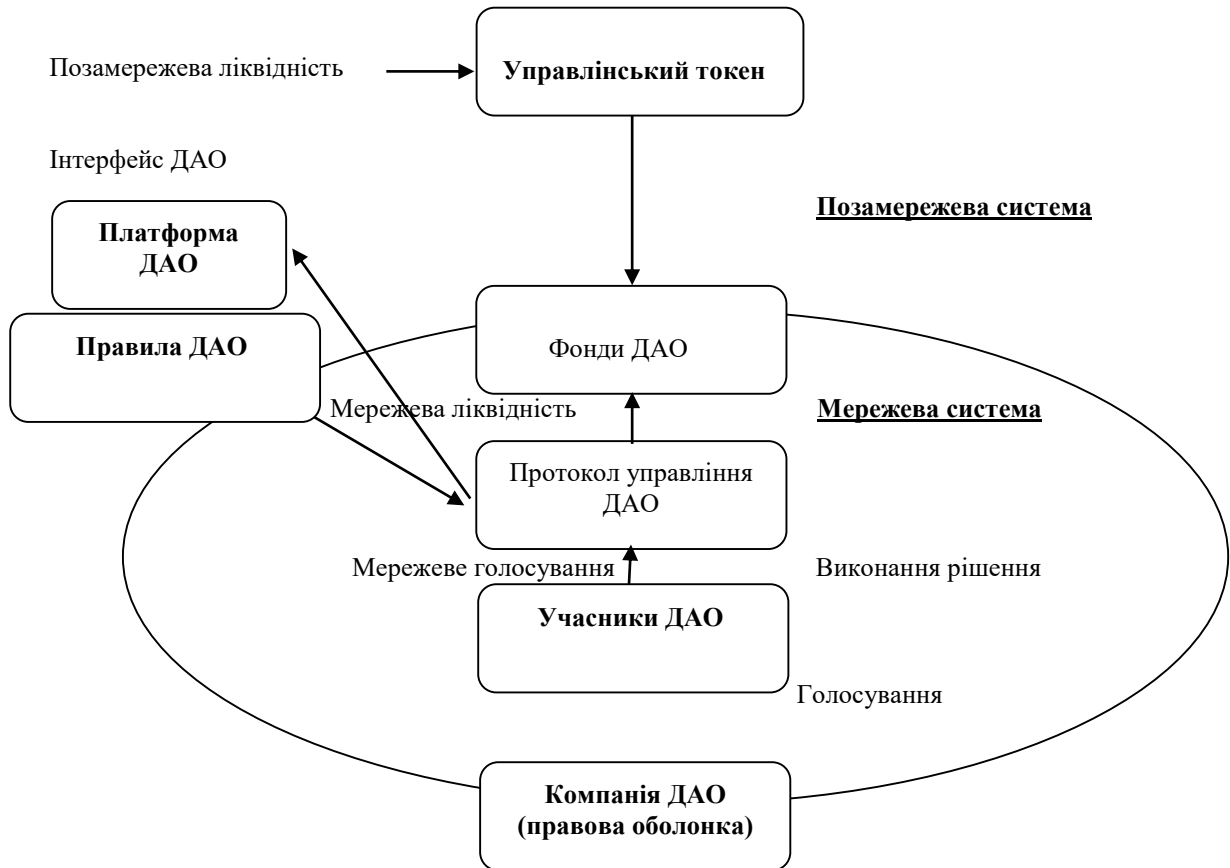 Позамережева ліквідність
Управлінський токен
Інтерфейс ДАО
Платформа
ДАО
Позамережева система
Правила ДАО
Фонди ДАО
Мережева ліквідність
Мережева система
Протокол управління
ДАО
Мережеве голосування
Виконання рішення
Учасники ДАО
Голосування
Компанія ДАО
(правова оболонка)